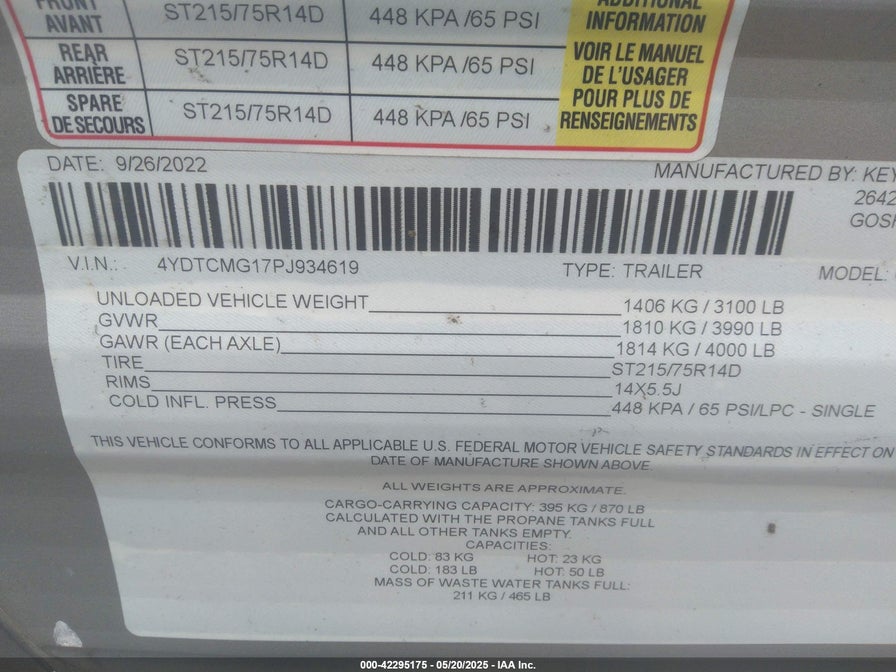 FRONT
AVANT
ST215/75R14D
448 KPA /65 PSI
REAR
ARRIÈRE
ST215/75R14D
448 KPA /65 PSI
SPARE
DE SECOURS
ST215/75R14D
448 KPA /65 PSI
ADDITIONAL
INFORMATION
VOIR LE MANUEL
DE L'USAGER
POUR PLUS DE
RENSEIGNEMENTS
DATE: 9/26/2022
MANUFACTURED BY: KEY
2642
GOSH
V.I.N.: 4YDTCMG17PJ934619 TYPE: TRAILER MODEL:
UNLOADED VEHICLE WEIGHT 1406 KG / 3100 LB
GVWR 1810 KG / 3990 LB
GAWR (EACH AXLE) 1814 KG / 4000 LB
TIRE ST215/75R14D
RIMS 14X5.5J
COLD INFL. PRESS 448 KPA / 65 PSI/LPC - SINGLE
THIS VEHICLE CONFORMS TO ALL APPLICABLE U.S. FEDERAL MOTOR VEHICLE SAFETY STANDARDS IN EFFECT ON
DATE OF MANUFACTURE SHOWN ABOVE.
ALL WEIGHTS ARE APPROXIMATE.
CARGO-CARRYING CAPACITY: 395 KG / 870 LB
CALCULATED WITH THE PROPANE TANKS FULL
AND ALL OTHER TANKS EMPTY.
CAPACITIES:
COLD: 83 KG HOT: 23 KG
COLD: 183 LB HOT: 50 LB
MASS OF WASTE WATER TANKS FULL:
211 KG / 465 LB
000-42295175 — 05/20/2025 — IAA Inc.